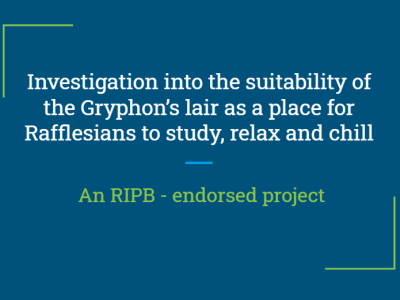 Investigation into the suitability of
the Gryphon’s lair as a place for
Rafflesians to study, relax and chill
An RIPB - endorsed project